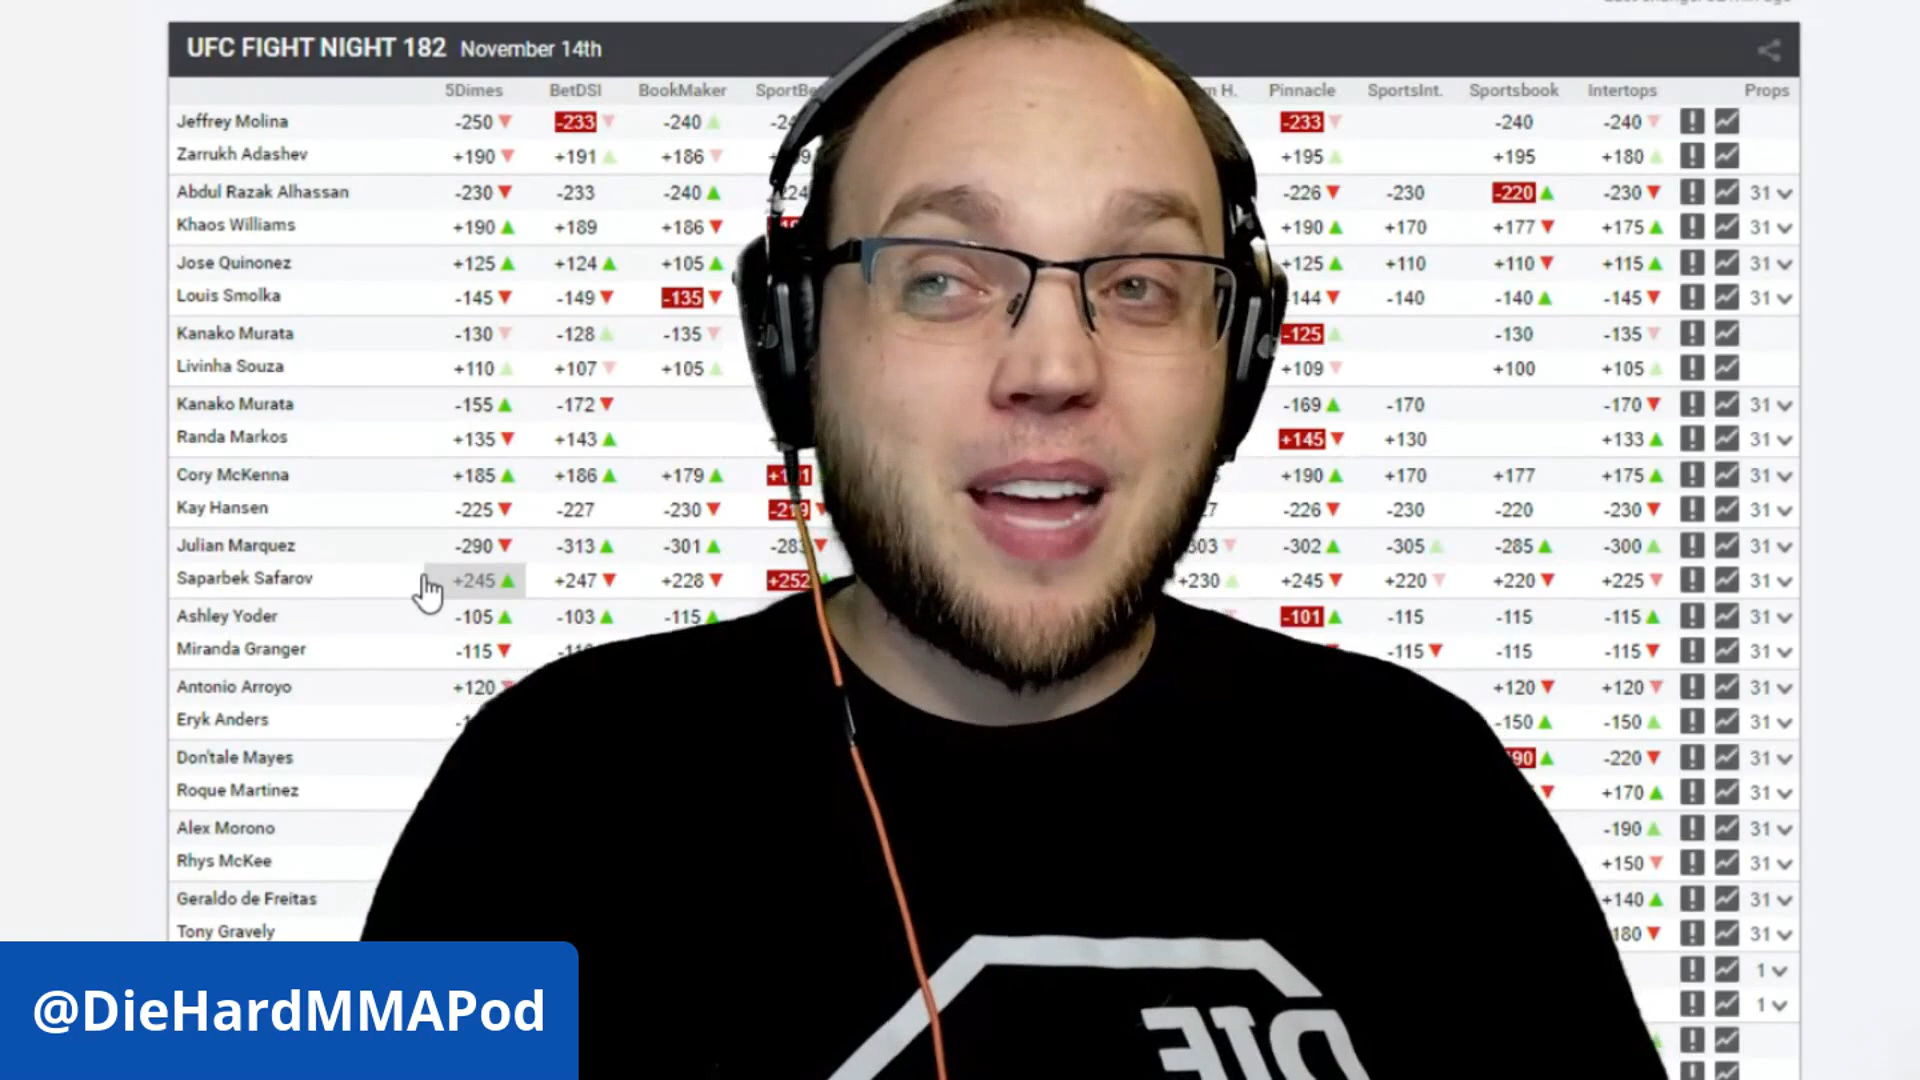 UFC FIGHT NIGHT 182 November 14th
5Dimes BetDSI BookMaker Pinnacle SportsInt. Sportsbook Intertops Props
Jeffrey Molina -250 -233 -240 -233 -240 -240
Zarrukh Adashev +190 +191 +186 +195 +195 +180
Abdul Razak Alhassan -230 -233 -240 -226 -230 -220 -230 31
Khaos Williams +190 +189 +186 +190 +170 +177 +175 31
Jose Quinonez +125 +124 +105 +125 +110 +110 +115 31
Louis Smolka -145 -149 -135 -144 -140 -140 -145 31
Kanako Murata -130 -128 -135 -125 -130 -135
Livinha Souza +110 +107 +105 +109 +100 +105
Kanako Murata -155 -172 -169 -170 -170 31
Randa Markos +135 +143 +145 +130 +133 31
Cory McKenna +185 +186 +179 +190 +170 +177 +175 31
Kay Hansen -225 -227 -230 -219 -226 -230 -220 -230 31
Julian Marquez -290 -313 -301 -283 -302 -305 -285 -300 31
Saparbek Safarov +245 +247 +228 +252 +230 +245 +220 +220 +225 31
Ashley Yoder -105 -103 -115 -101 -115 -115 -115 31
Miranda Granger -115 -115 -115 -115 31
Antonio Arroyo +120 +120 +120 31
Eryk Anders -150 -150 31
Don'tale Mayes -220 31
Roque Martinez +170 31
Alex Morono -190 31
Rhys McKee +150 31
Geraldo de Freitas +140 31
Tony Gravely 180 31
1
1
@DieHardMMAPod
DIE